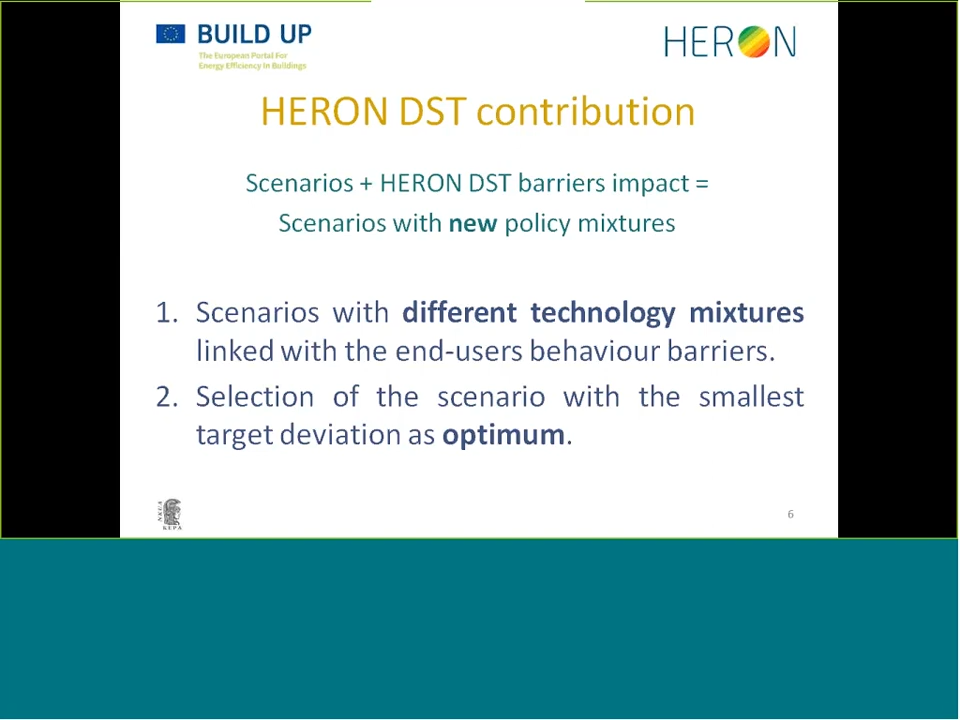 BUILD UP
The European Portal For
Energy Efficiency In Buildings
HERON
HERON DST contribution
Scenarios + HERON DST barriers impact =
Scenarios with new policy mixtures
1. Scenarios with different technology mixtures
linked with the end-users behaviour barriers.
2. Selection of the scenario with the smallest
target deviation as optimum.
KEPA
6